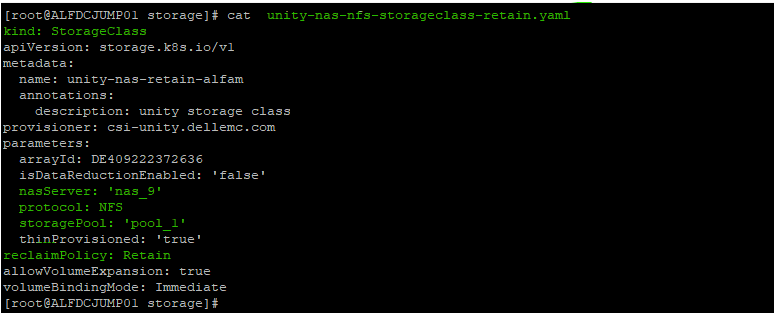 [root@ALFDCJUMP01 storage]# cat  unity-nas-nfs-storageclass-retain.yaml
kind: StorageClass
apiVersion: storage.k8s.io/v1
metadata:
  name: unity-nas-retain-alfam
  annotations:
    description: unity storage class
provisioner: csi-unity.dellemc.com
parameters:
  arrayId: DE409222372636
  isDataReductionEnabled: 'false'
  nasServer: 'nas_9'
  protocol: NFS
  storagePool: 'pool_1'
  thinProvisioned: 'true'
reclaimPolicy: Retain
allowVolumeExpansion: true
volumeBindingMode: Immediate
[root@ALFDCJUMP01 storage]#